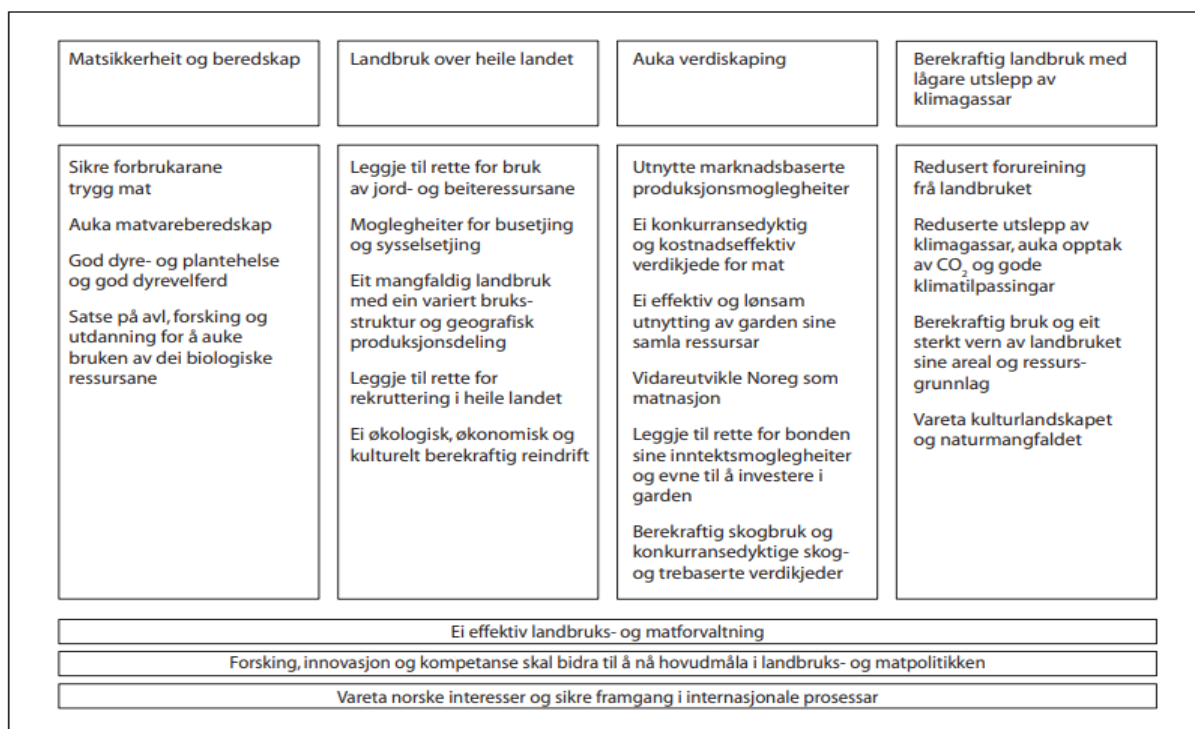 Matsikkerheit og beredskap
Landbruk over heile landet
Auka verdiskaping
Berekraftig landbruk med
lågare utslepp av
klimagassar
Sikre forbrukarane
trygg mat
Auka matvareberedskap
God dyre- og plantehelse
og god dyrevelferd
Satse på avl, forsking og
utdanning for å auke
bruken av dei biologiske
ressursane
Leggje til rette for bruk
av jord- og beiteressursane
Moglegheiter for busetjing
og sysselsetjing
Eit mangfaldig landbruk
med ein variert bruks-
struktur og geografisk
produksjonsdeling
Leggje til rette for
rekruttering i heile landet
Ei økologisk, økonomisk og
kulturelt berekraftig reindrift
Utnytte marknadsbaserte
produksjonsmoglegheiter
Ei konkurransedyktig
og kostnadseffektiv
verdikjede for mat
Ei effektiv og lønsam
utnytting av garden sine
samla ressursar
Vidareutvikle Noreg som
matnasjon
Leggje til rette for bonden
sine inntektsmoglegheiter
og evne til å investere i
garden
Berekraftig skogbruk og
konkurransedyktige skog-
og trebaserte verdikjeder
Redusert forureining
frå landbruket
Reduserte utslepp av
klimagassar, auka opptak
av CO₂ og gode
klimatilpassingar
Berekraftig bruk og eit
sterkt vern av landbruket
sine areal og ressurs-
grunnlag
Vareta kulturlandskapet
og naturmangfaldet
Ei effektiv landbruks- og matforvaltning
Forsking, innovasjon og kompetanse skal bidra til å nå hovudmåla i landbruks- og matpolitikken
Vareta norske interesser og sikre framgang i internasjonale prosessar